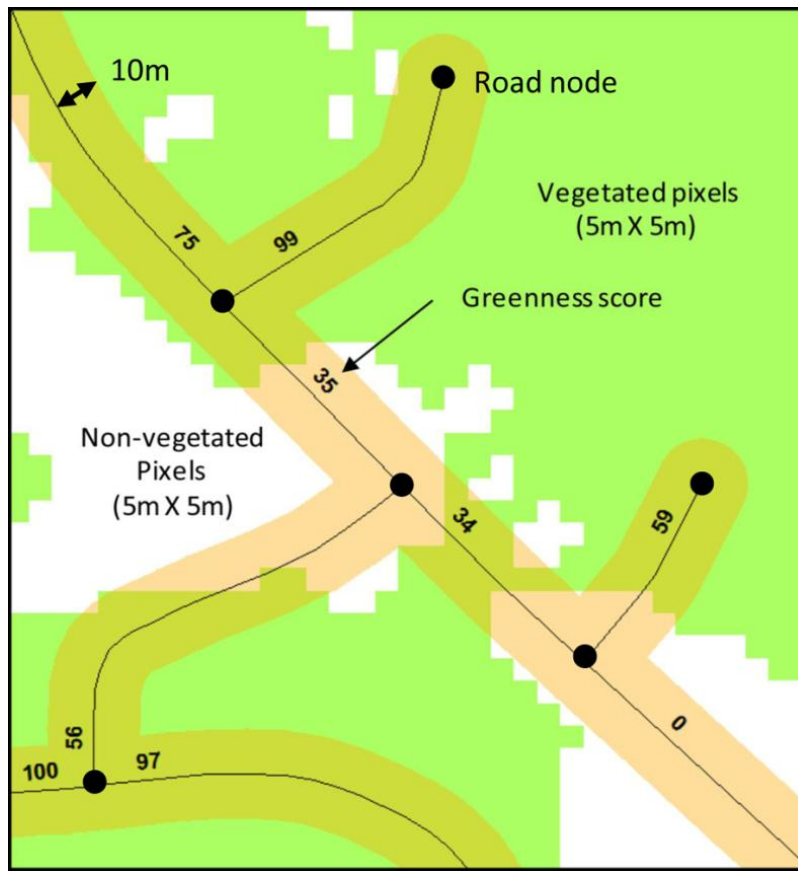 10m
Road node
Vegetated pixels
(5m X 5m)
75
99
Greenness score
35
Non-vegetated
Pixels
(5m X 5m)
34
59
0
56
100
97